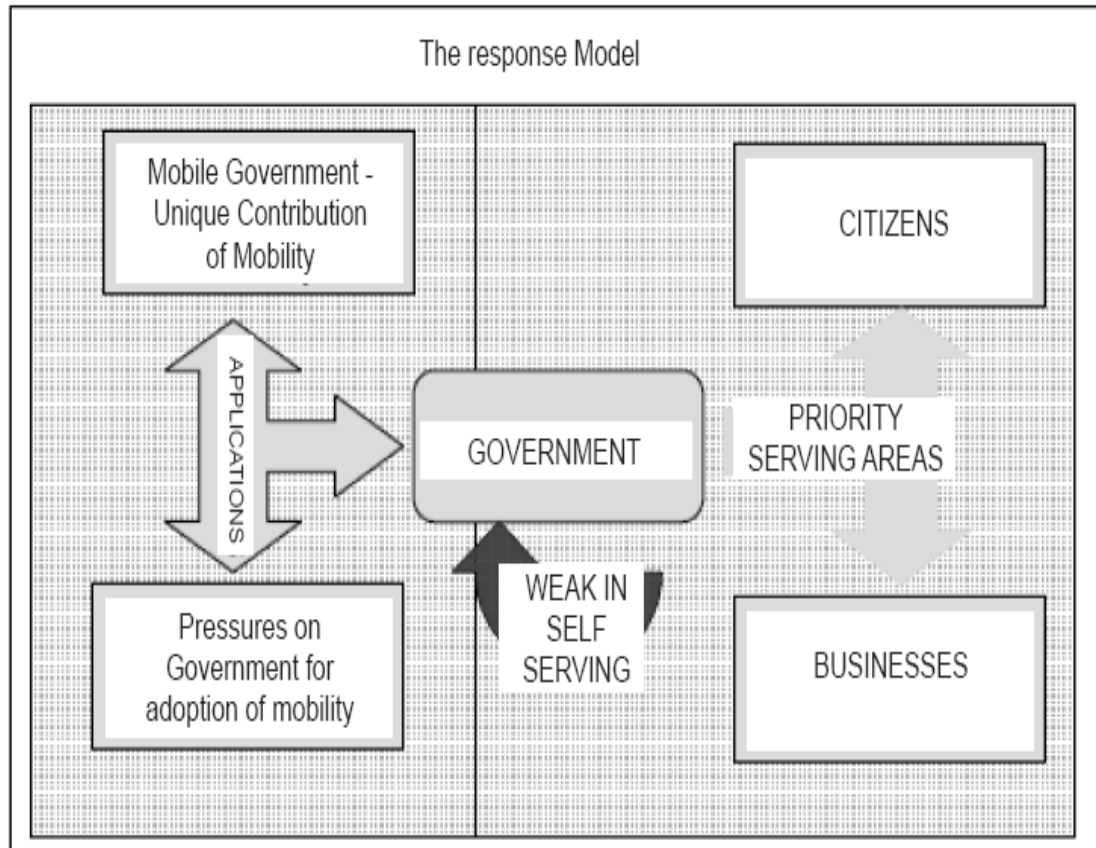 The response Model
Mobile Government -
Unique Contribution
of Mobility
APPLICATIONS
Pressures on
Government for
adoption of mobility
GOVERNMENT
WEAK IN
SELF
SERVING
CITIZENS
PRIORITY
SERVING AREAS
BUSINESSES